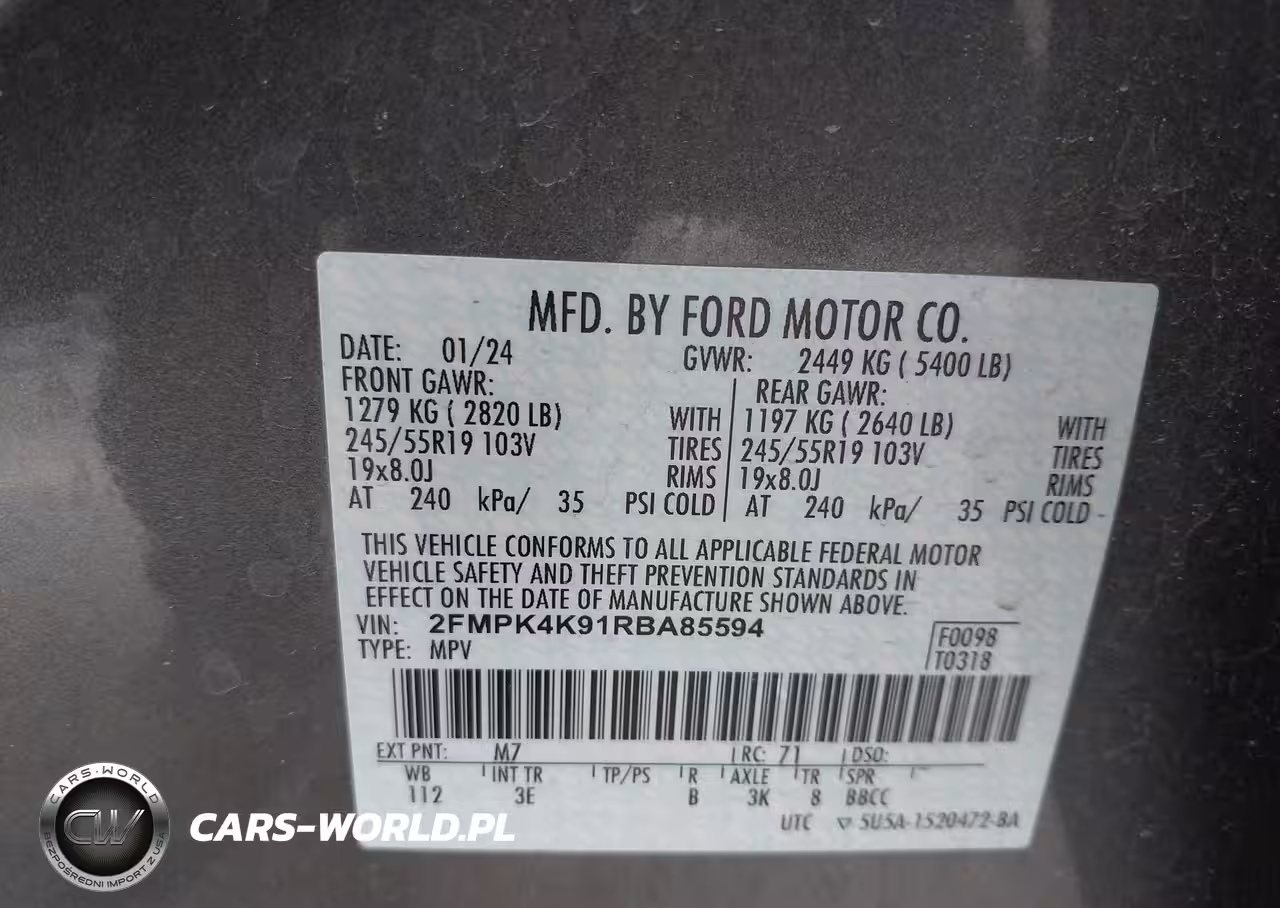 MFD. BY FORD MOTOR CO.
DATE: 01/24 GVWR: 2449 KG ( 5400 LB)
FRONT GAWR: REAR GAWR:
1279 KG ( 2820 LB) WITH 1197 KG ( 2640 LB) WITH
245/55R19 103V TIRES 245/55R19 103V TIRES
19x8.0J RIMS 19x8.0J RIMS
AT 240 kPa/ 35 PSI COLD AT 240 kPa/ 35 PSI COLD
THIS VEHICLE CONFORMS TO ALL APPLICABLE FEDERAL MOTOR
VEHICLE SAFETY AND THEFT PREVENTION STANDARDS IN
EFFECT ON THE DATE OF MANUFACTURE SHOWN ABOVE.
VIN: 2FMPK4K91RBA85594
F0098
TYPE: MPV
T0318
EXT PNT: M7 RC: 71 DSO:
WB INT TR TP/PS R AXLE TR SPR
112 3E B 3K 8 BBCC
UTC 5U5A-1520472-BA
CARS-WORLD
CW
BEZPOŚREDNI IMPORT Z USA
CARS-WORLD.PL